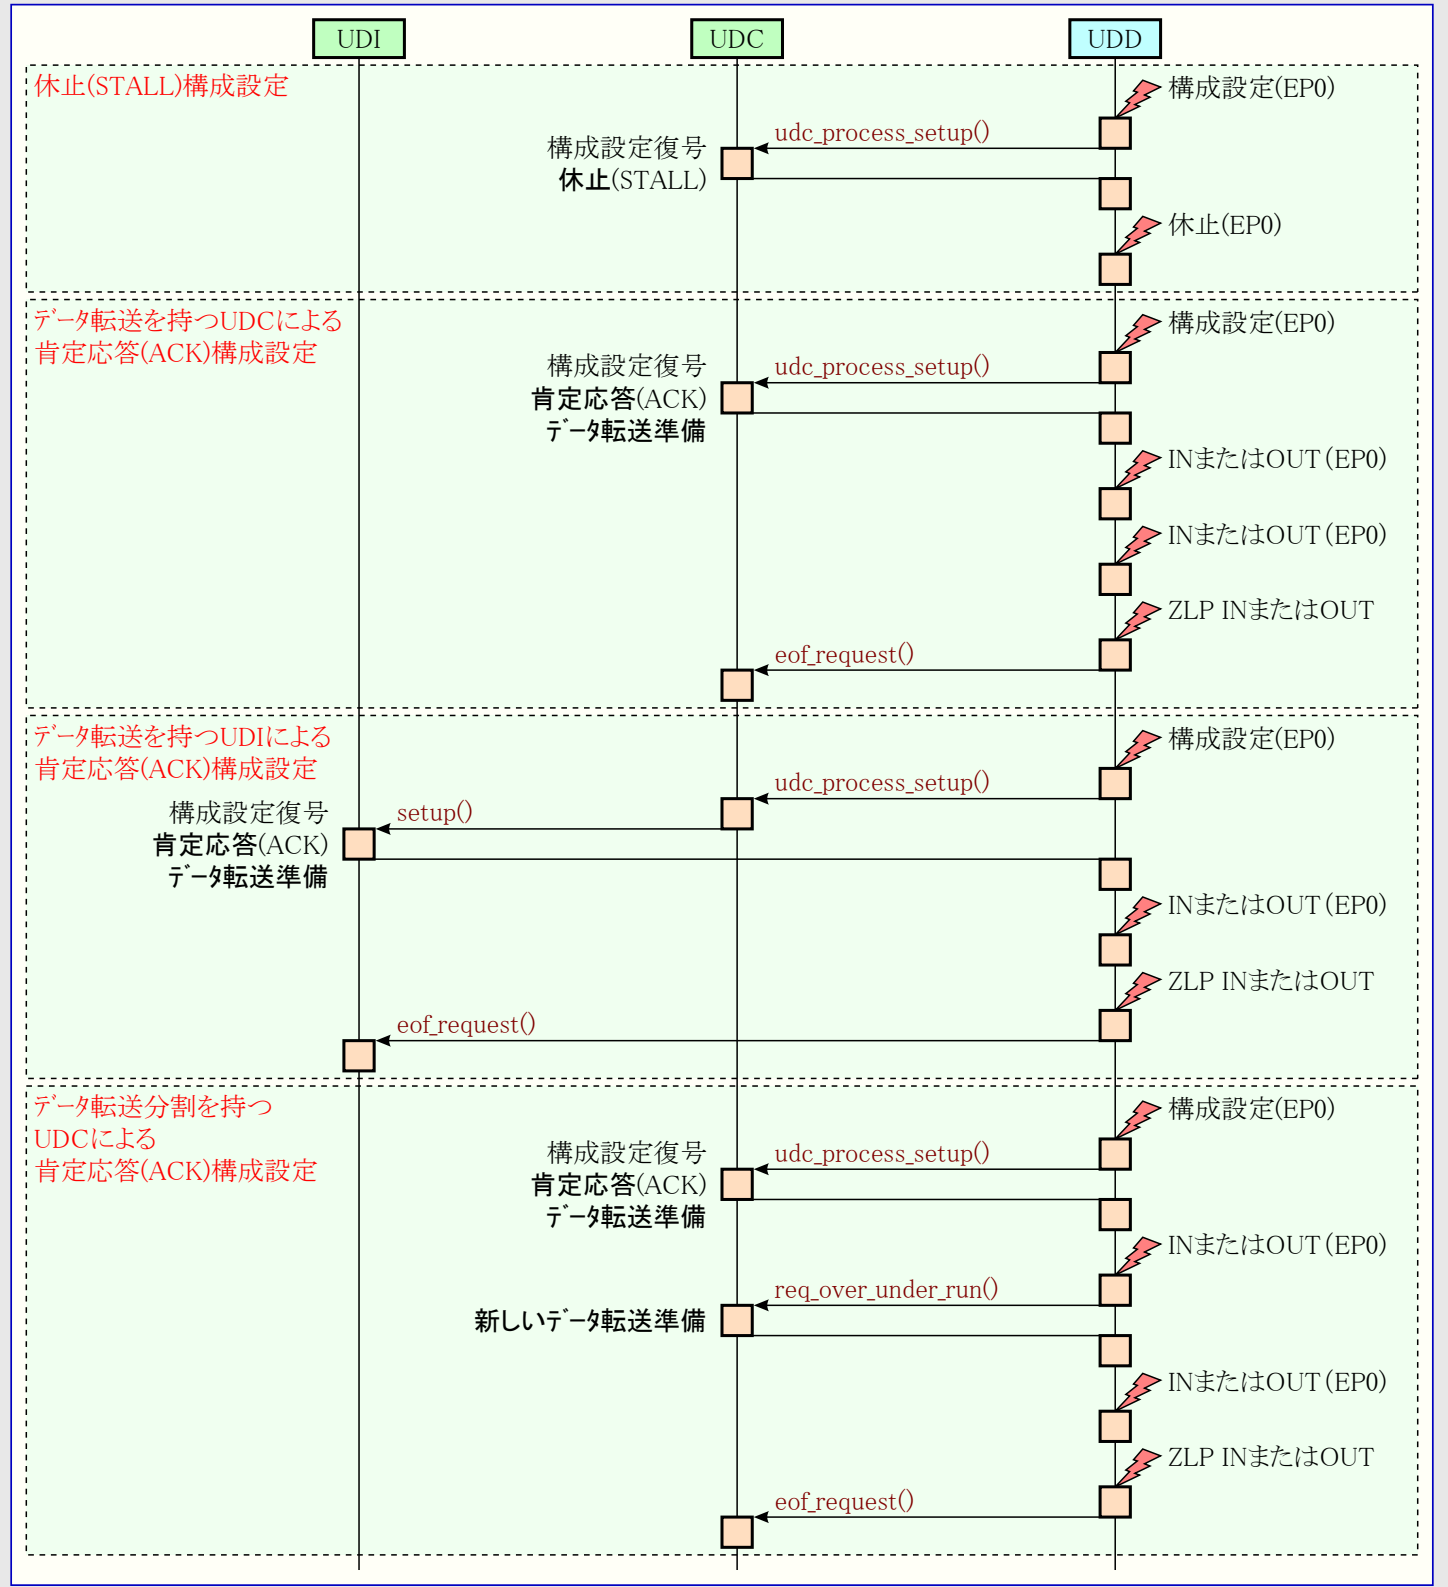 UDI
UDC
UDD
休止(STALL)構成設定
構成設定(EP0)
udc_process_setup()
構成設定復号
休止(STALL)
休止(EP0)
ﾃﾞｰﾀ転送を持つUDCによる
肯定応答(ACK)構成設定
構成設定(EP0)
udc_process_setup()
構成設定復号
肯定応答(ACK)
ﾃﾞｰﾀ転送準備
INまたはOUT(EP0)
INまたはOUT(EP0)
ZLP INまたはOUT
eof_request()
ﾃﾞｰﾀ転送を持つUDIによる
肯定応答(ACK)構成設定
構成設定(EP0)
udc_process_setup()
setup()
構成設定復号
肯定応答(ACK)
ﾃﾞｰﾀ転送準備
INまたはOUT(EP0)
ZLP INまたはOUT
eof_request()
ﾃﾞｰﾀ転送分割を持つ
UDCによる
肯定応答(ACK)構成設定
構成設定(EP0)
udc_process_setup()
構成設定復号
肯定応答(ACK)
ﾃﾞｰﾀ転送準備
INまたはOUT(EP0)
req_over_under_run()
新しいﾃﾞｰﾀ転送準備
INまたはOUT(EP0)
ZLP INまたはOUT
eof_request()